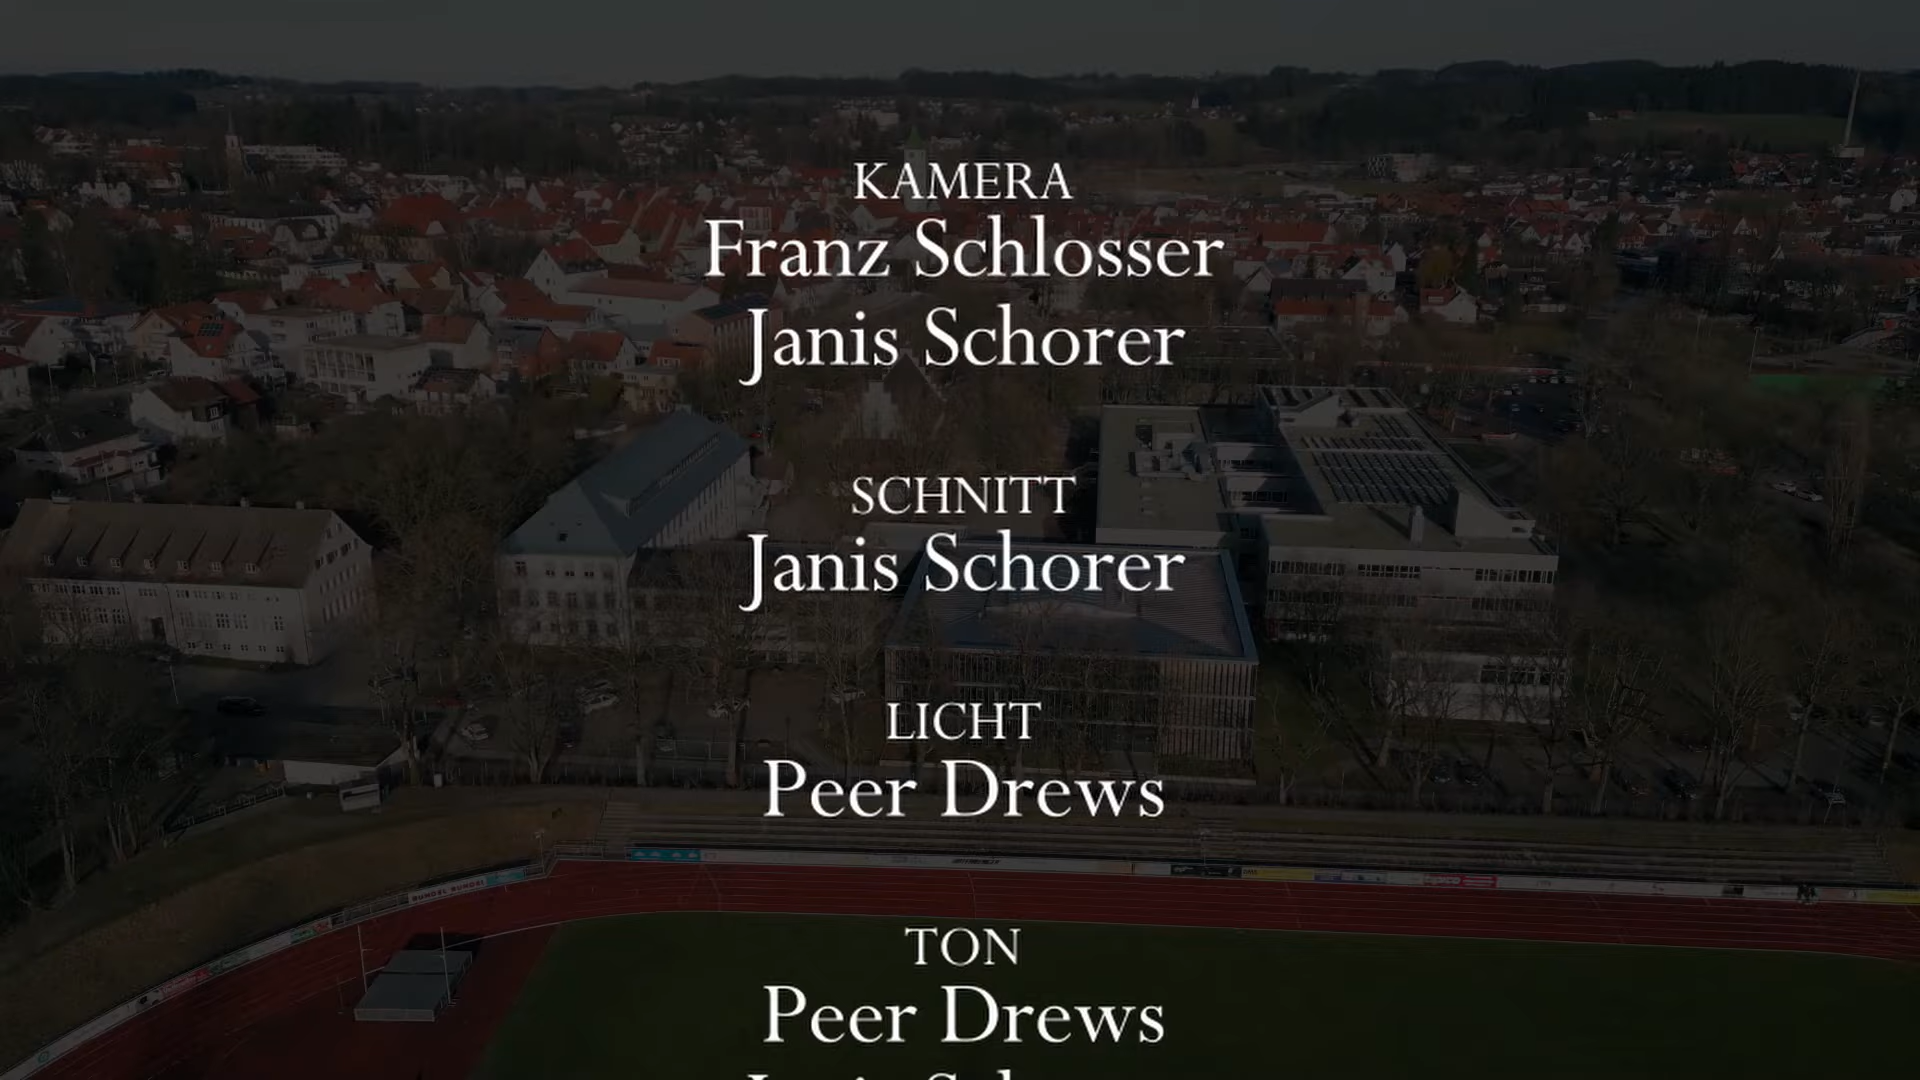 KAMERA
Franz Schlosser
Janis Schorer
SCHNITT
Janis Schorer
LICHT
Peer Drews
TON
Peer Drews